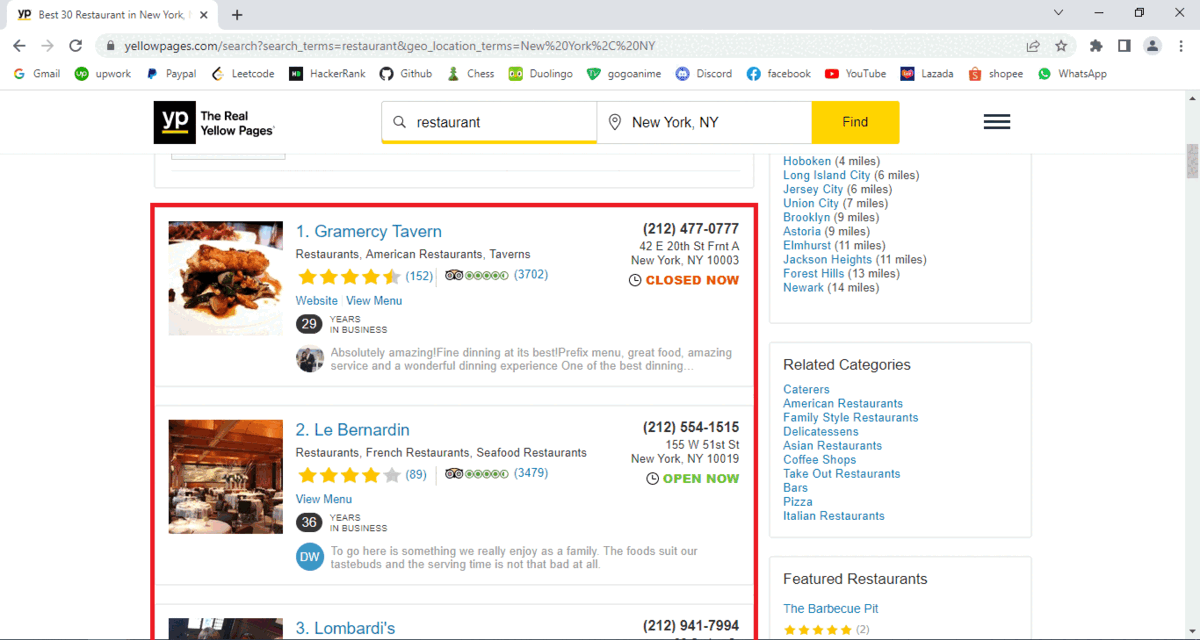 yp Best 30 Restaurant in New York,
yellowpages.com/search?search_terms=restaurant&geo_location_terms=New%20York%2C%20NY
G Gmail up upwork Paypal Leetcode HackerRank Github Chess Duolingo gogoanime Discord facebook YouTube Lazada shopee WhatsApp
yp The Real
Yellow Pages
restaurant
New York, NY
Find
1. Gramercy Tavern
Restaurants, American Restaurants, Taverns
(152) (3702)
Website View Menu
29 YEARS
IN BUSINESS
Absolutely amazing!Fine dinning at its best!Prefix menu, great food, amazing
service and a wonderful dinning experience One of the best dinning...
(212) 477-0777
42 E 20th St Frnt A
New York, NY 10003
CLOSED NOW
2. Le Bernardin
Restaurants, French Restaurants, Seafood Restaurants
(89) (3479)
View Menu
36 YEARS
IN BUSINESS
DW To go here is something we really enjoy as a family. The foods suit our
tastebuds and the serving time is not that bad at all.
(212) 554-1515
155 W 51st St
New York, NY 10019
OPEN NOW
3. Lombardi's
(212) 941-7994
Hoboken (4 miles)
Long Island City (6 miles)
Jersey City (6 miles)
Union City (7 miles)
Brooklyn (9 miles)
Astoria (9 miles)
Elmhurst (11 miles)
Jackson Heights (11 miles)
Forest Hills (13 miles)
Newark (14 miles)
Related Categories
Caterers
American Restaurants
Family Style Restaurants
Delicatessens
Asian Restaurants
Coffee Shops
Take Out Restaurants
Bars
Pizza
Italian Restaurants
Featured Restaurants
The Barbecue Pit
(2)